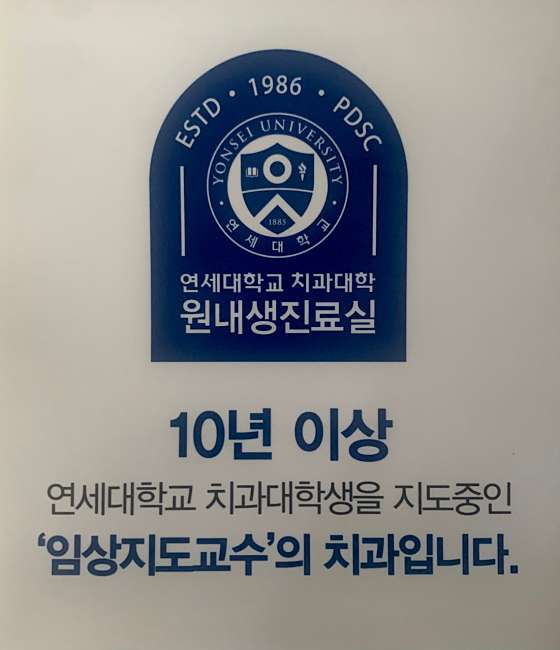 ESTD · 1986 · PDSC
· YONSEI UNIVERSITY ·
1885
연세대학교
연세대학교 치과대학
원내생진료실
10년 이상
연세대학교 치과대학생을 지도중인
‘임상지도교수’의 치과입니다.